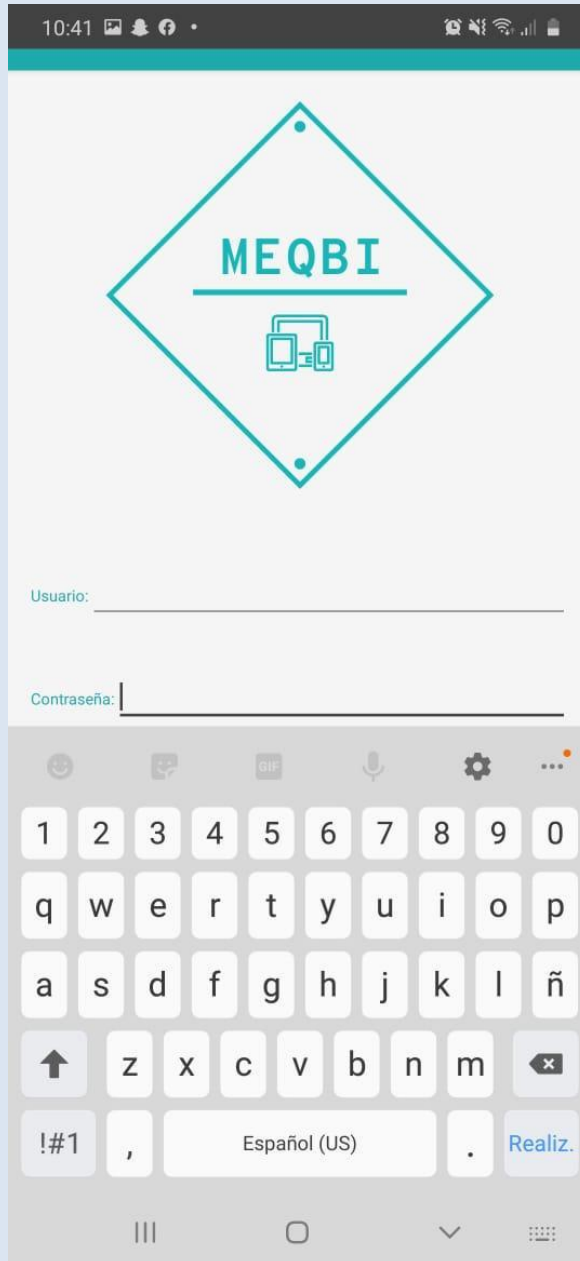 10:41
MEQBI
Usuario:
Contraseña:
GIF
1 2 3 4 5 6 7 8 9 0
q w e r t y u i o p
a s d f g h j k l ñ
z x c v b n m
!#1 , Español (US) . Realiz.